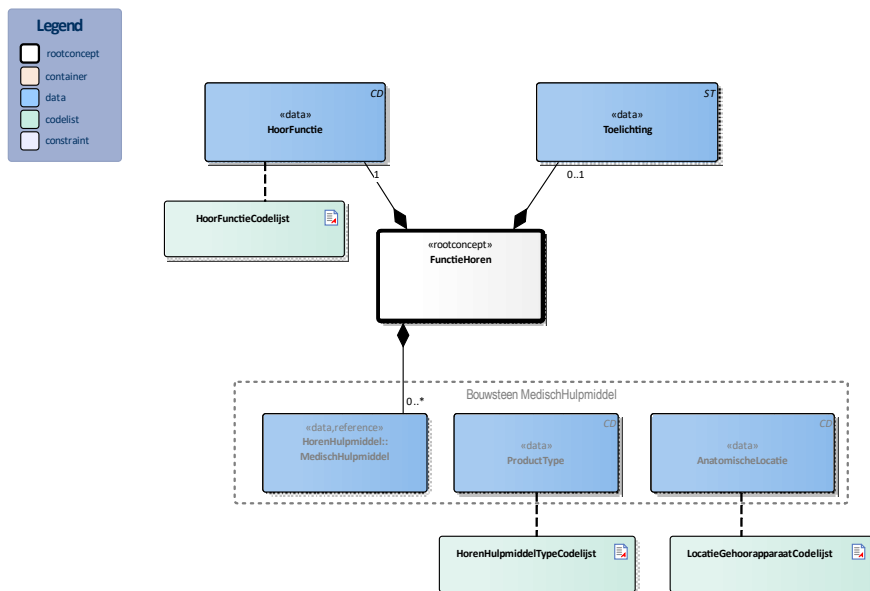 Legend
rootconcept
container
data
codelist
constraint
CD
«data»
HoorFunctie
ST
«data»
Toelichting
1
0..1
HoorFunctieCodelijst
«rootconcept»
FunctieHoren
0..*
Bouwsteen MedischHulpmiddel
«data,reference»
HorenHulpmiddel::
MedischHulpmiddel
CD
«data»
ProductType
CD
«data»
AnatomischeLocatie
HorenHulpmiddelTypeCodelijst
LocatieGehoorapparaatCodelijst